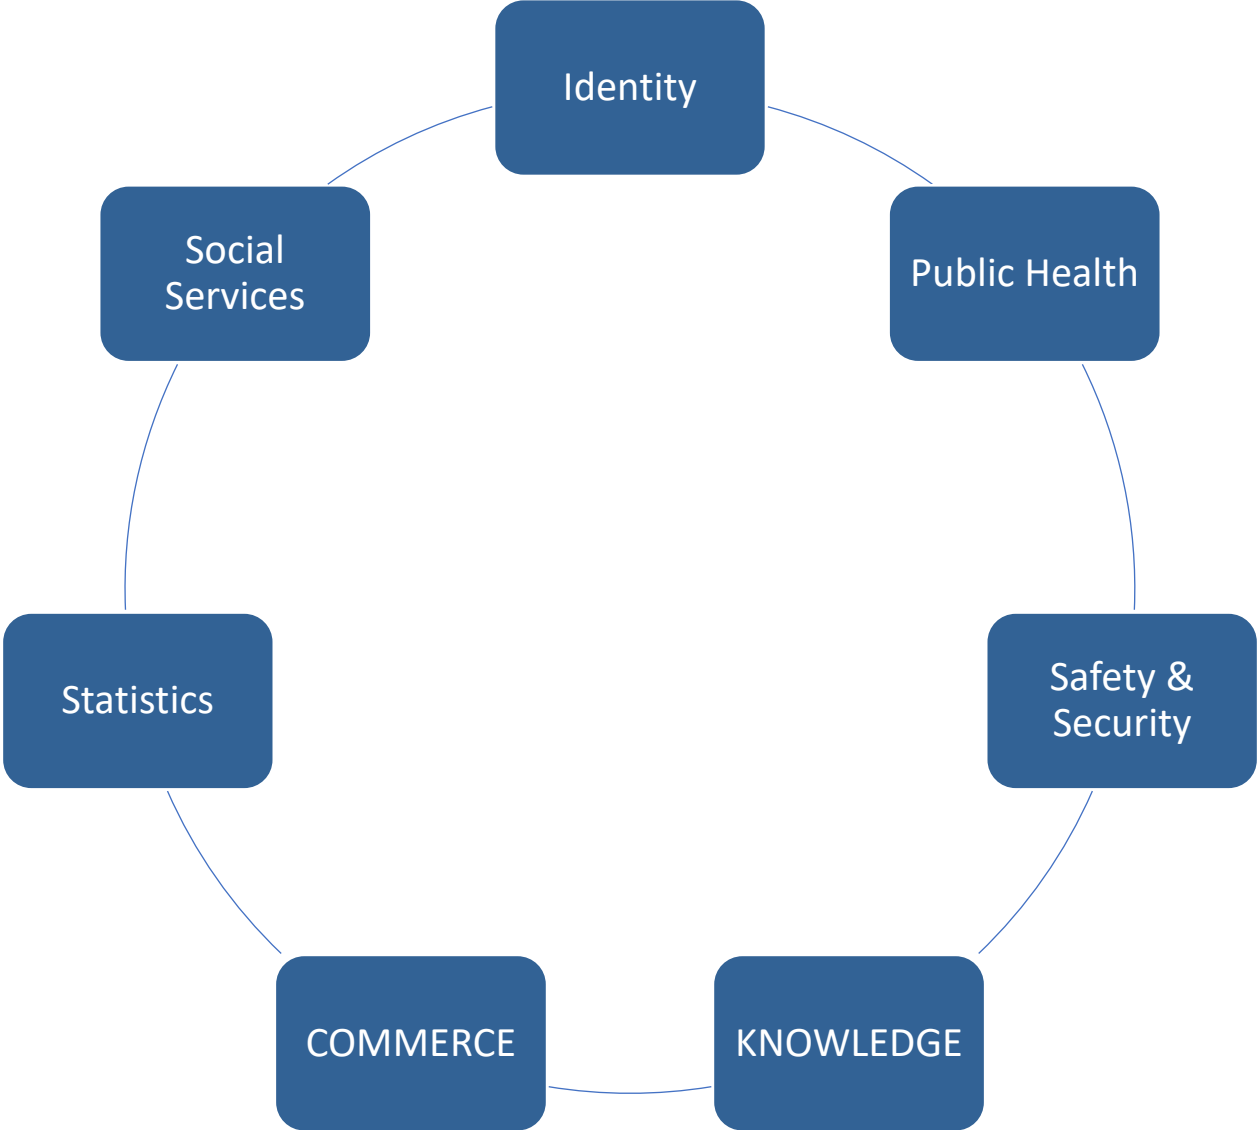 Identity
Public Health
Safety &
Security
KNOWLEDGE
COMMERCE
Statistics
Social
Services